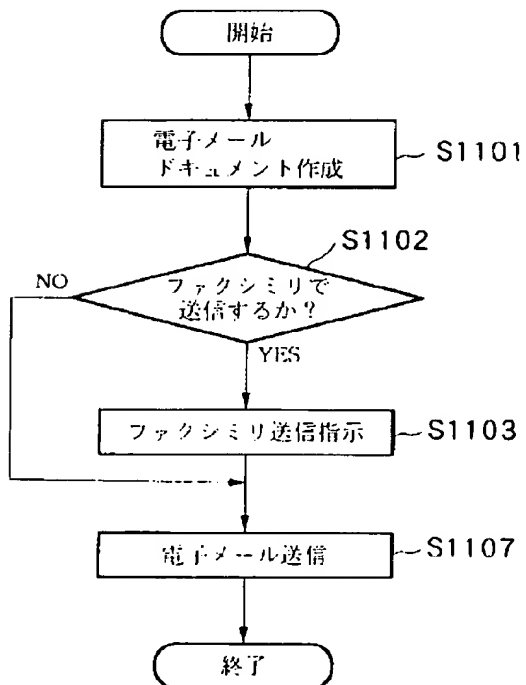 開始
電子メール
ドキュメント作成
S1101
S1102
NO
ファクシミリで
送信するか？
YES
ファクシミリ送信指示
S1103
電子メール送信
S1107
終了